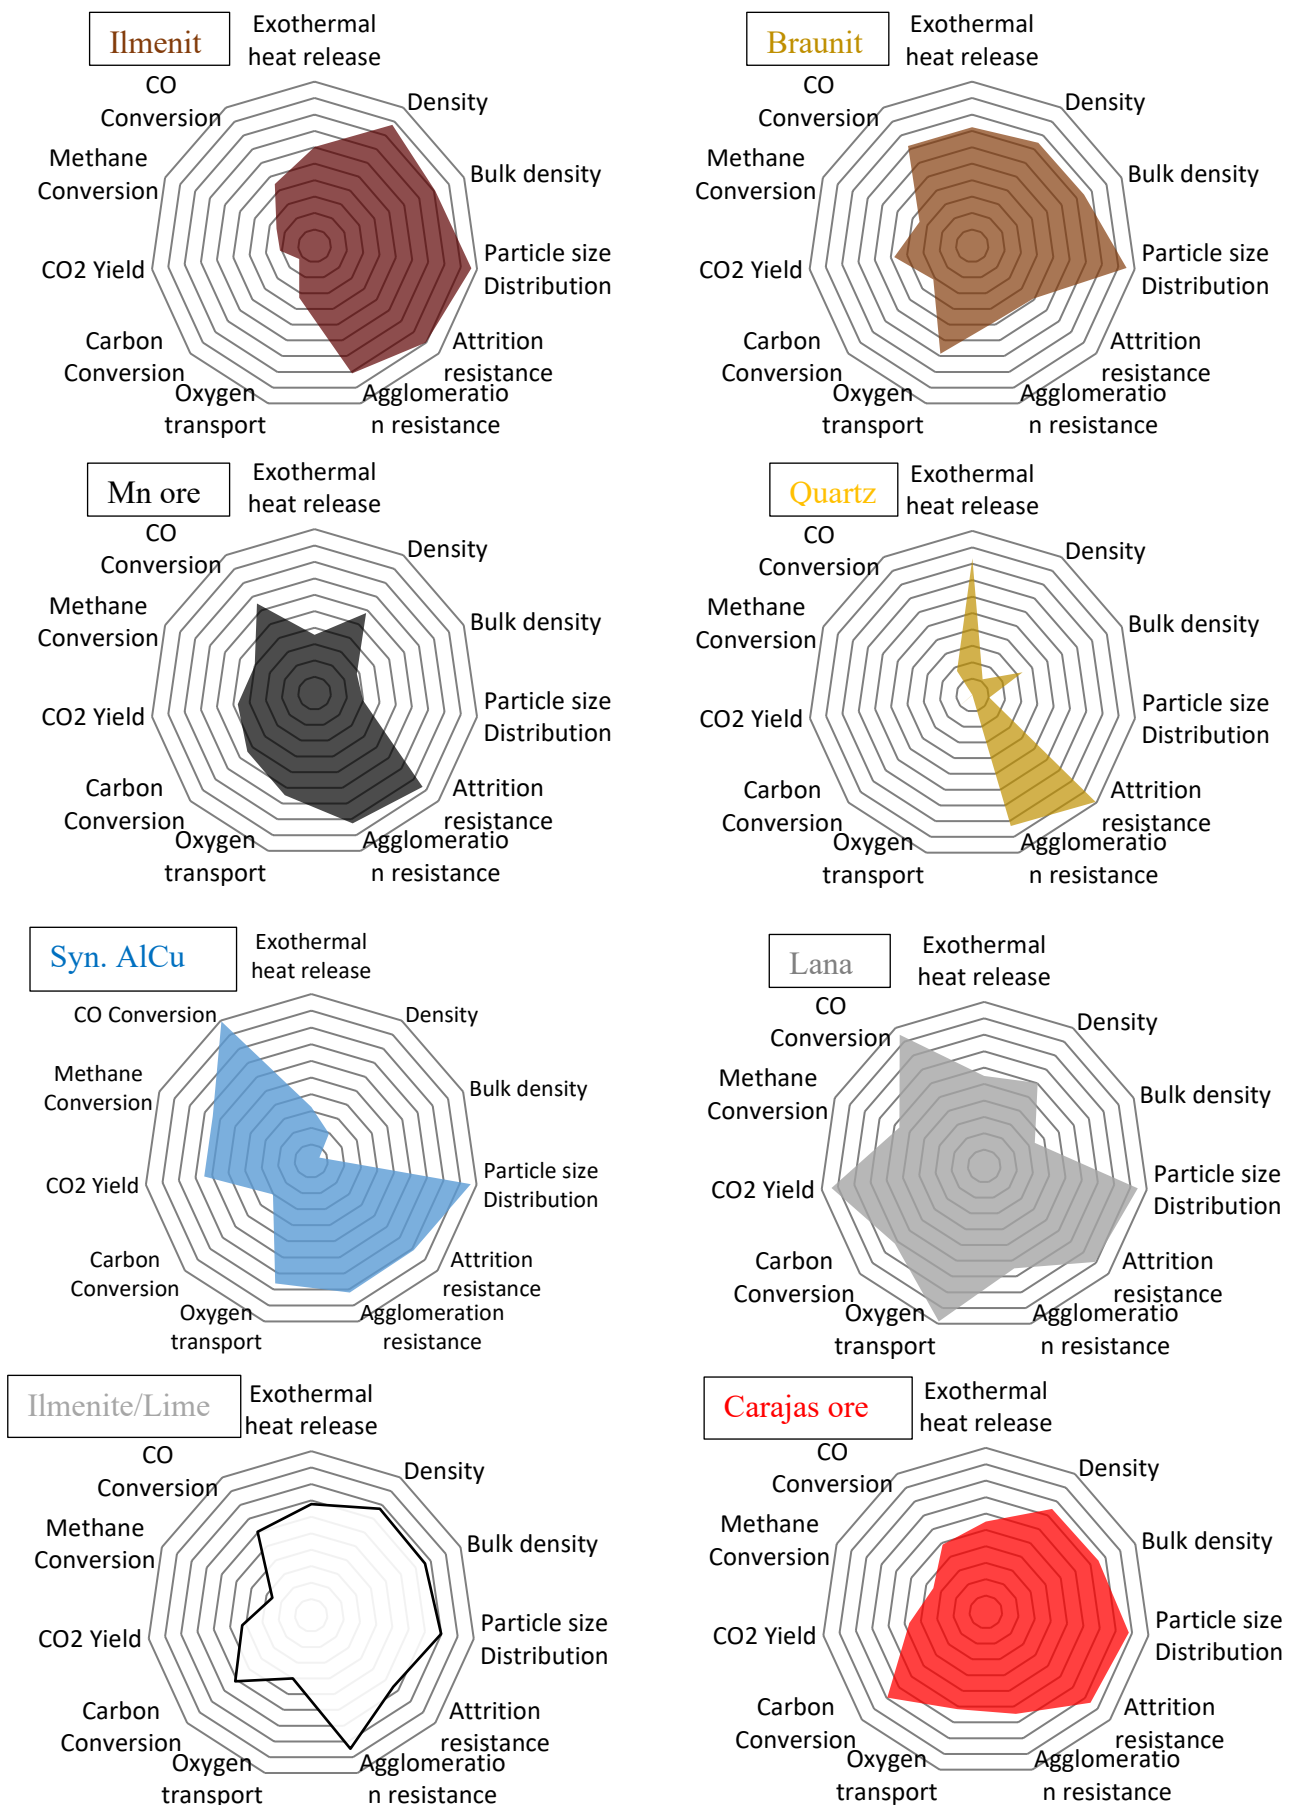 Ilmenit
Exothermal
heat release
CO
Conversion
Density
Methane
Conversion
Bulk density
CO2 Yield
Particle size
Distribution
Carbon
Conversion
Attrition
resistance
Oxygen
transport
Agglomeratio
n resistance
Braunit
Exothermal
heat release
CO
Conversion
Density
Methane
Conversion
Bulk density
CO2 Yield
Particle size
Distribution
Carbon
Conversion
Attrition
resistance
Oxygen
transport
Agglomeratio
n resistance
Mn ore
Exothermal
heat release
CO
Conversion
Density
Methane
Conversion
Bulk density
CO2 Yield
Particle size
Distribution
Carbon
Conversion
Attrition
resistance
Oxygen
transport
Agglomeratio
n resistance
Quartz
Exothermal
heat release
CO
Conversion
Density
Methane
Conversion
Bulk density
CO2 Yield
Particle size
Distribution
Carbon
Conversion
Attrition
resistance
Oxygen
transport
Agglomeratio
n resistance
Syn. AlCu
Exothermal
heat release
CO Conversion
Density
Methane
Conversion
Bulk density
CO2 Yield
Particle size
Distribution
Carbon
Conversion
Attrition
resistance
Oxygen
transport
Agglomeration
resistance
Lana
Exothermal
heat release
CO
Conversion
Density
Methane
Conversion
Bulk density
CO2 Yield
Particle size
Distribution
Carbon
Conversion
Attrition
resistance
Oxygen
transport
Agglomeratio
n resistance
Ilmenite/Lime
Exothermal
heat release
CO
Conversion
Density
Methane
Conversion
Bulk density
CO2 Yield
Particle size
Distribution
Carbon
Conversion
Attrition
resistance
Oxygen
transport
Agglomeratio
n resistance
Carajas ore
Exothermal
heat release
CO
Conversion
Density
Methane
Conversion
Bulk density
CO2 Yield
Particle size
Distribution
Carbon
Conversion
Attrition
resistance
Oxygen
transport
Agglomeratio
n resistance